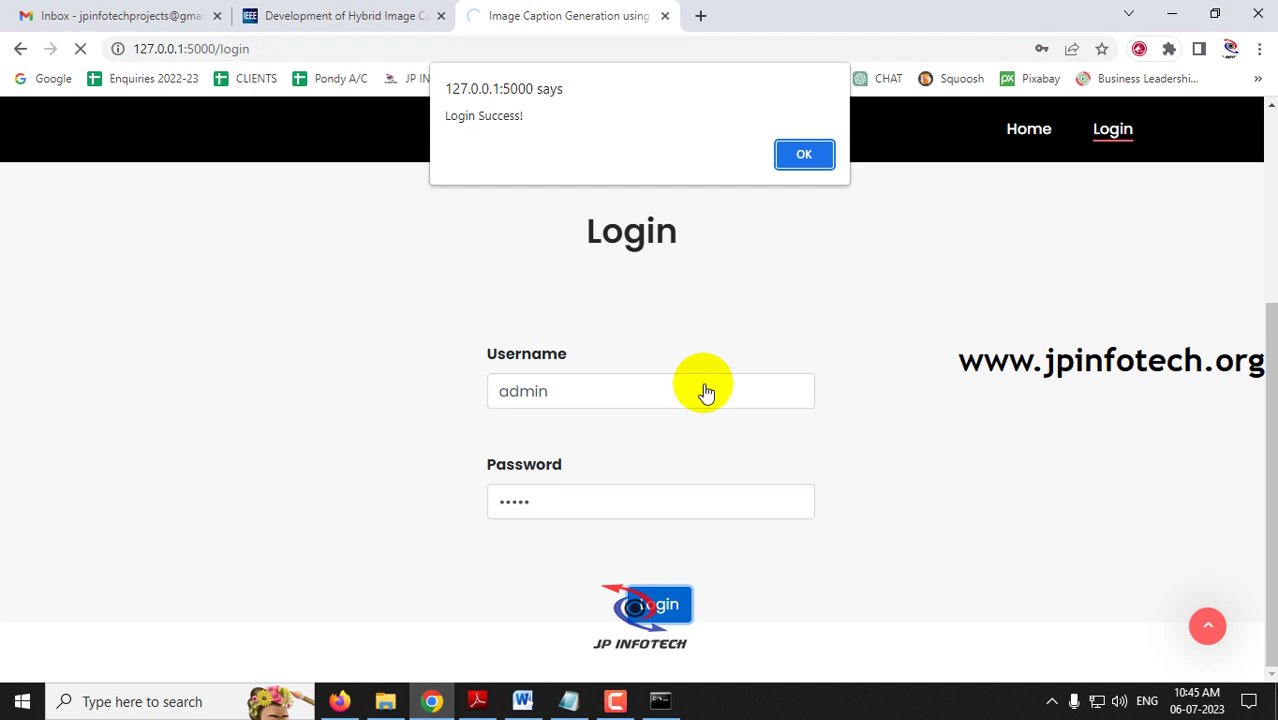 Inbox - jpinfotechprojects@gma
Development of Hybrid Image Ca
Image Caption Generation using
127.0.0.1:5000/login
Google
Enquiries 2022-23
CLIENTS
Pondy A/C
JP IN
CHAT
Squoosh
Pixabay
Business Leadershi...
127.0.0.1:5000 says
Login Success!
OK
Home
Login
Login
www.jpinfotech.org
Username
admin
Password
•••••
Login
JP INFOTECH
Type here to search
ENG
10:45 AM
06-07-2023